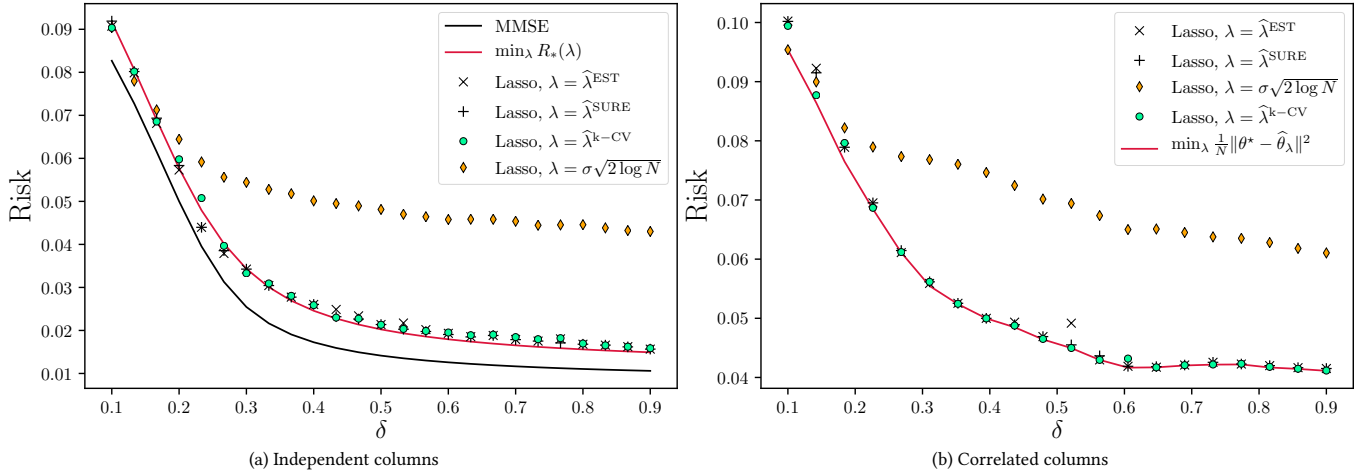 MMSE
min_λ R_*(λ)
Lasso, λ = λ̂^EST
Lasso, λ = λ̂^SURE
Lasso, λ = λ̂^k−CV
Lasso, λ = σ√2 log N
Risk
0.09
0.08
0.07
0.06
0.05
0.04
0.03
0.02
0.01
0.1 0.2 0.3 0.4 0.5 0.6 0.7 0.8 0.9
δ
(a) Independent columns
Lasso, λ = λ̂^EST
Lasso, λ = λ̂^SURE
Lasso, λ = σ√2 log N
Lasso, λ = λ̂^k−CV
min_λ 1/N ‖θ⋆ − θ̂_λ‖²
Risk
0.10
0.09
0.08
0.07
0.06
0.05
0.04
0.1 0.2 0.3 0.4 0.5 0.6 0.7 0.8 0.9
δ
(b) Correlated columns